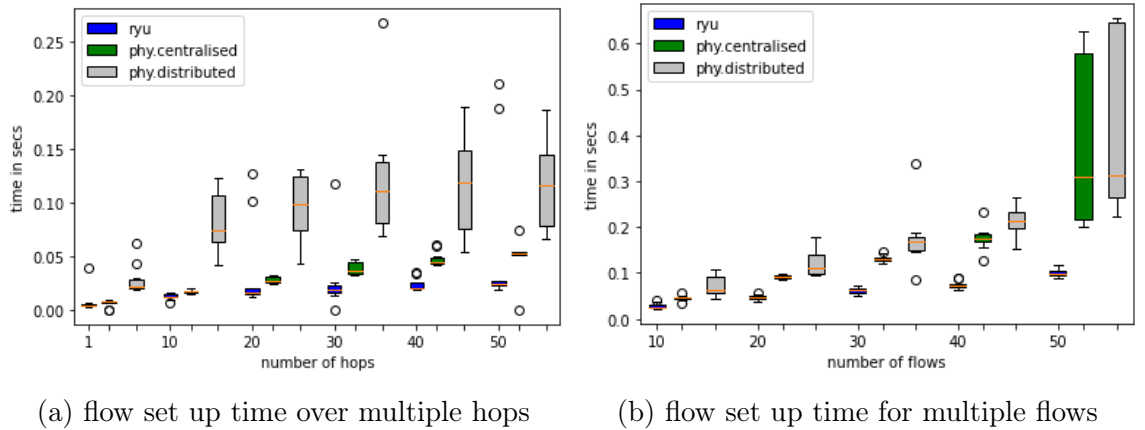 ryu
phy.centralised
phy.distributed
0.25
0.20
0.15
0.10
0.05
0.00
time in secs
1 10 20 30 40 50
number of hops
(a) flow set up time over multiple hops
ryu
phy.centralised
phy.distributed
0.6
0.5
0.4
0.3
0.2
0.1
0.0
time in secs
10 20 30 40 50
number of flows
(b) flow set up time for multiple flows